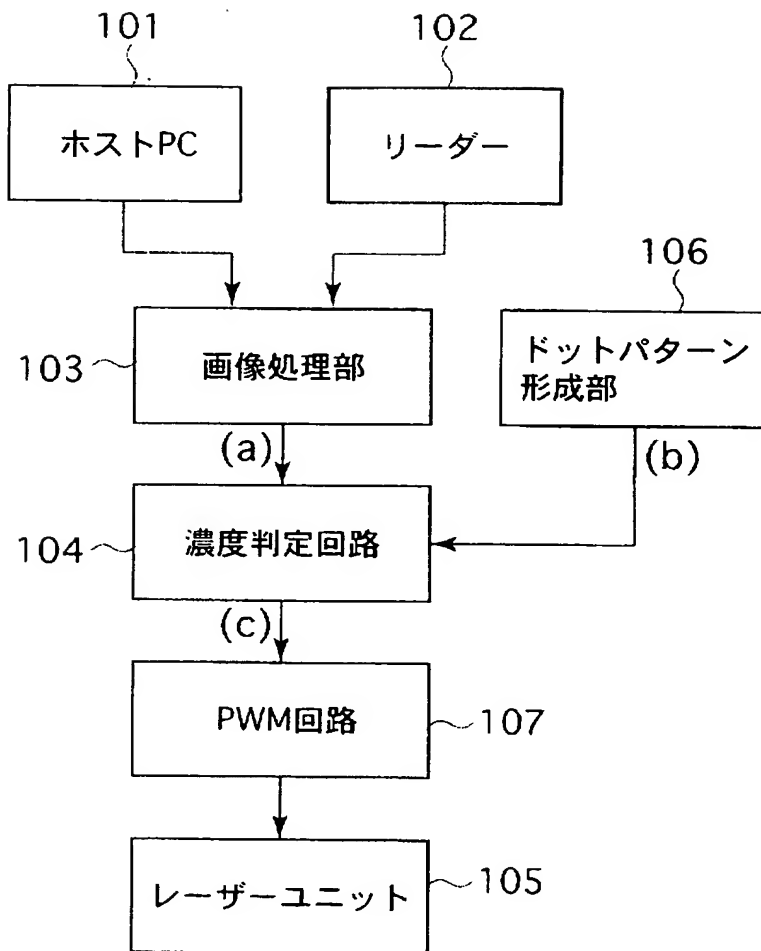 101
102
ホストPC
リーダー
106
103
画像処理部
ドットパターン
形成部
(a)
(b)
104
濃度判定回路
(c)
PWM回路
107
レーザーユニット
105